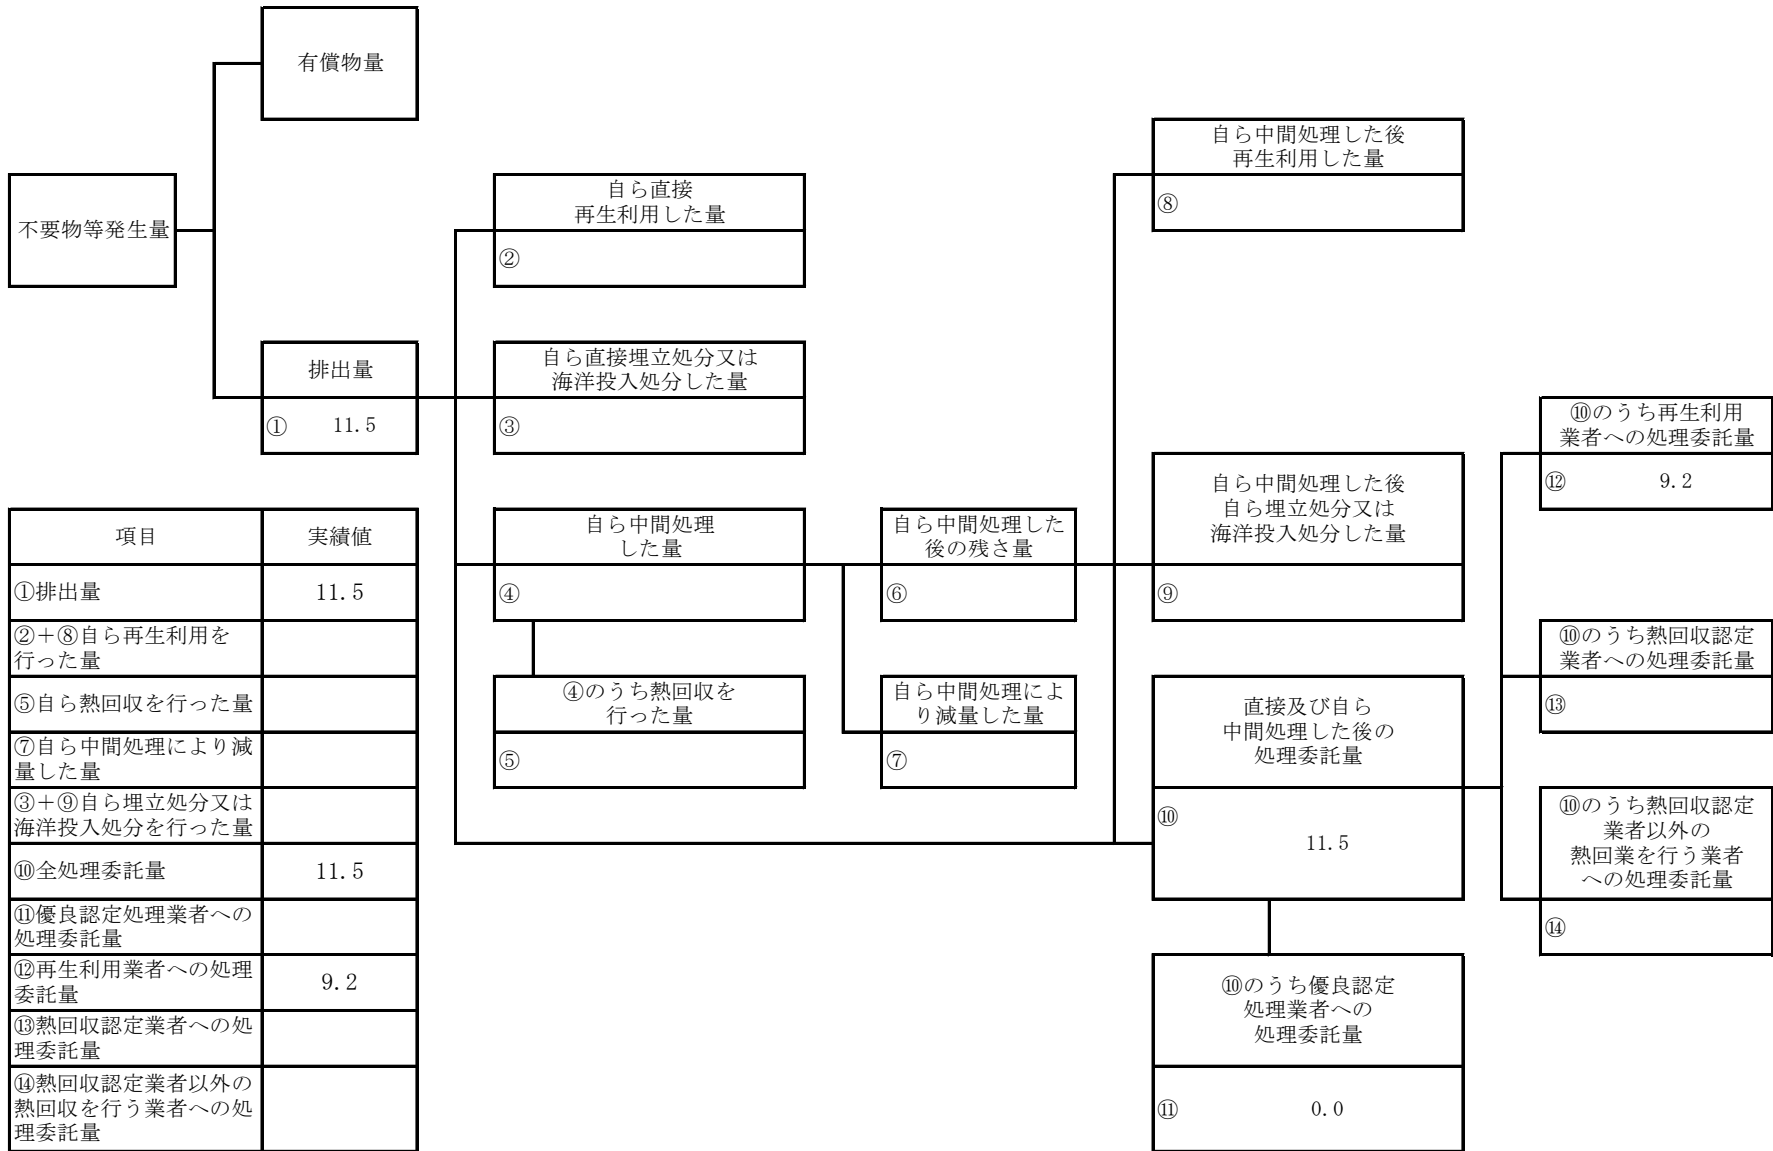 有償物量
不要物等発生量
排出量
① 11.5
自ら直接
再生利用した量
②
自ら直接埋立処分又は
海洋投入処分した量
③
自ら中間処理
した量
④
④のうち熱回収を
行った量
⑤
自ら中間処理した
後の残さ量
⑥
自ら中間処理によ
り減量した量
⑦
自ら中間処理した後
再生利用した量
⑧
自ら中間処理した後
自ら埋立処分又は
海洋投入処分した量
⑨
直接及び自ら
中間処理した後の
処理委託量
⑩
11.5
⑩のうち優良認定
処理業者への
処理委託量
⑪ 0.0
⑩のうち再生利用
業者への処理委託量
⑫ 9.2
⑩のうち熱回収認定
業者への処理委託量
⑬
⑩のうち熱回収認定
業者以外の
熱回業を行う業者
への処理委託量
⑭
項目 実績値
①排出量 11.5
②+⑧自ら再生利用を
行った量
⑤自ら熱回収を行った量
⑦自ら中間処理により減
量した量
③+⑨自ら埋立処分又は
海洋投入処分を行った量
⑩全処理委託量 11.5
⑪優良認定処理業者への
処理委託量
⑫再生利用業者への処理
委託量 9.2
⑬熱回収認定業者への処
理委託量
⑭熱回収認定業者以外の
熱回収を行う業者への処
理委託量